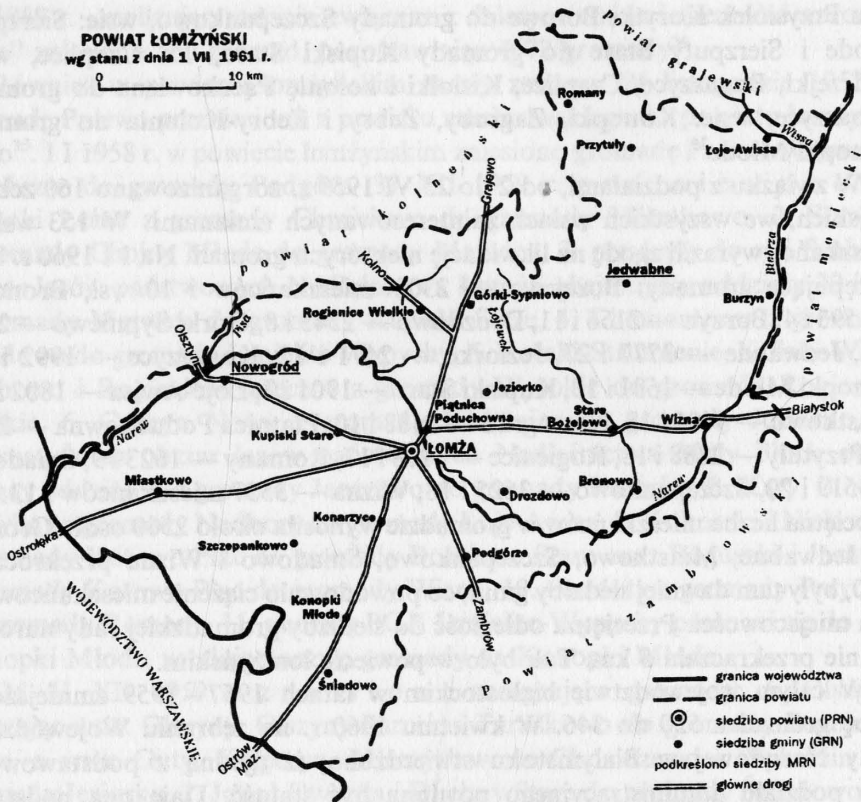 POWIAT ŁOMŻYŃSKI
wg stanu z dnia 1 VII 1961 r.
0 10 km
Powiat grajewski
Romany
Przytuły
Łoje-Awissa
Wissa
powiat kolneński
Grajewo
Kolno
Jedwabne
Biebrza
powiat moniecki
Burzyn
Rogienice Wielkie
Górki-Sypniewo
Łojewek
Olsztyn
Pisa
Nowogród
Jeziorko
Piątnica
Poduchowna
Stare
Bożejewo
Wizna
Białystok
Narew
Kupiski Stare
ŁOMŻA
Miastkowo
Bronowo
Narew
Drozdowo
Konarzyce
Ostrołęka
Szczepankowo
Podgórze
Zambrów
powiat zambrowski
Konopki
Młode
WOJEWÓDZTWO WARSZAWSKIE
Śniadowo
Ostrów
Maz.
granica województwa
granica powiatu
siedziba powiatu (PRN)
siedziba gminy (GRN)
podkreślono siedziby MRN
główne drogi